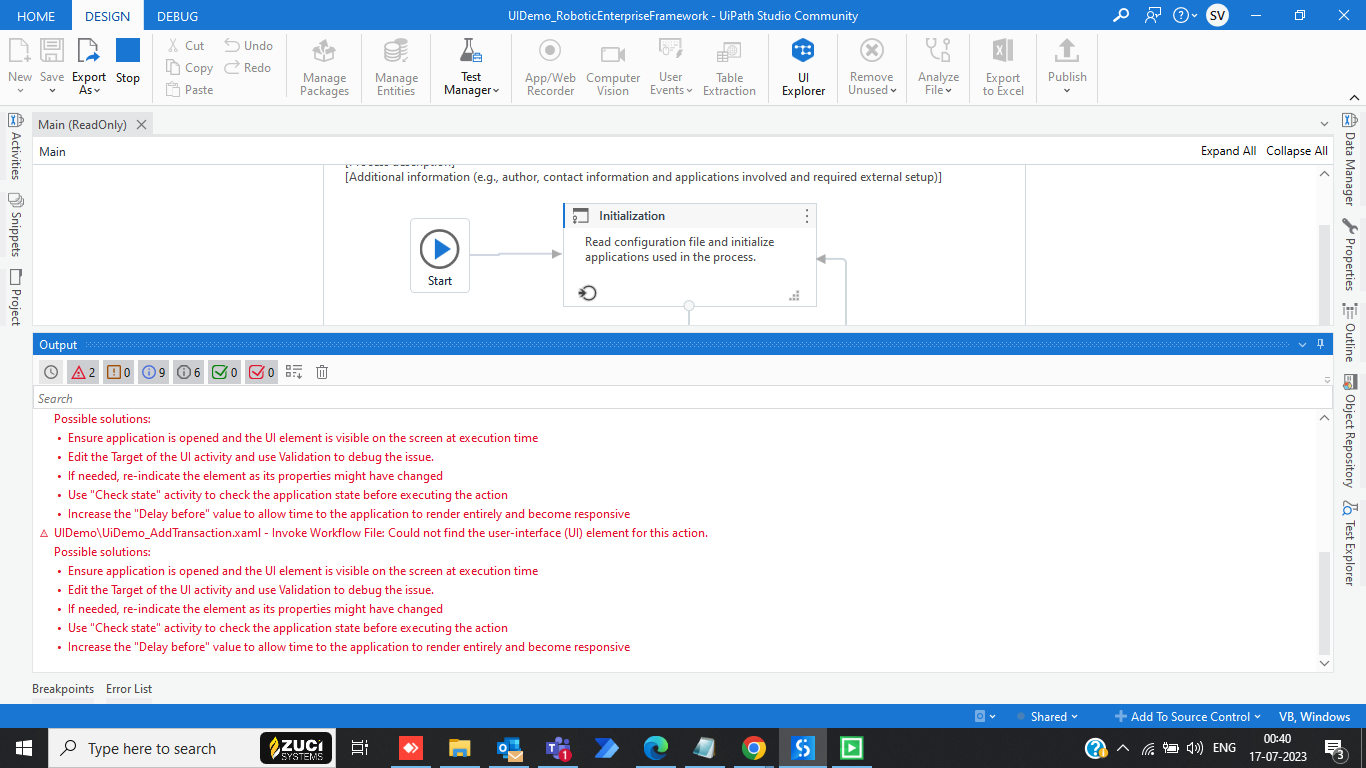 HOME DESIGN DEBUG UIDemo_RoboticEnterpriseFramework - UiPath Studio Community SV
New Save Export As Stop
Cut Undo
Copy Redo
Paste
Manage Packages
Manage Entities
Test Manager
App/Web Recorder
Computer Vision
User Events
Table Extraction
UI Explorer
Remove Unused
Analyze File
Export to Excel
Publish
Activities
Snippets
Project
Main (ReadOnly)
Main Expand All Collapse All
[Additional information (e.g., author, contact information and applications involved and required external setup)]
Start
Initialization
Read configuration file and initialize
applications used in the process.
Output
2 0 9 6 0 0
Search
Possible solutions:
• Ensure application is opened and the UI element is visible on the screen at execution time
• Edit the Target of the UI activity and use Validation to debug the issue.
• If needed, re-indicate the element as its properties might have changed
• Use "Check state" activity to check the application state before executing the action
• Increase the "Delay before" value to allow time to the application to render entirely and become responsive
UIDemo\UiDemo_AddTransaction.xaml - Invoke Workflow File: Could not find the user-interface (UI) element for this action.
Possible solutions:
• Ensure application is opened and the UI element is visible on the screen at execution time
• Edit the Target of the UI activity and use Validation to debug the issue.
• If needed, re-indicate the element as its properties might have changed
• Use "Check state" activity to check the application state before executing the action
• Increase the "Delay before" value to allow time to the application to render entirely and become responsive
Data Manager
Properties
Outline
Object Repository
Test Explorer
Breakpoints Error List
Shared Add To Source Control VB, Windows
Type here to search
ZUCI
SYSTEMS
1
ENG
00:40
17-07-2023
3